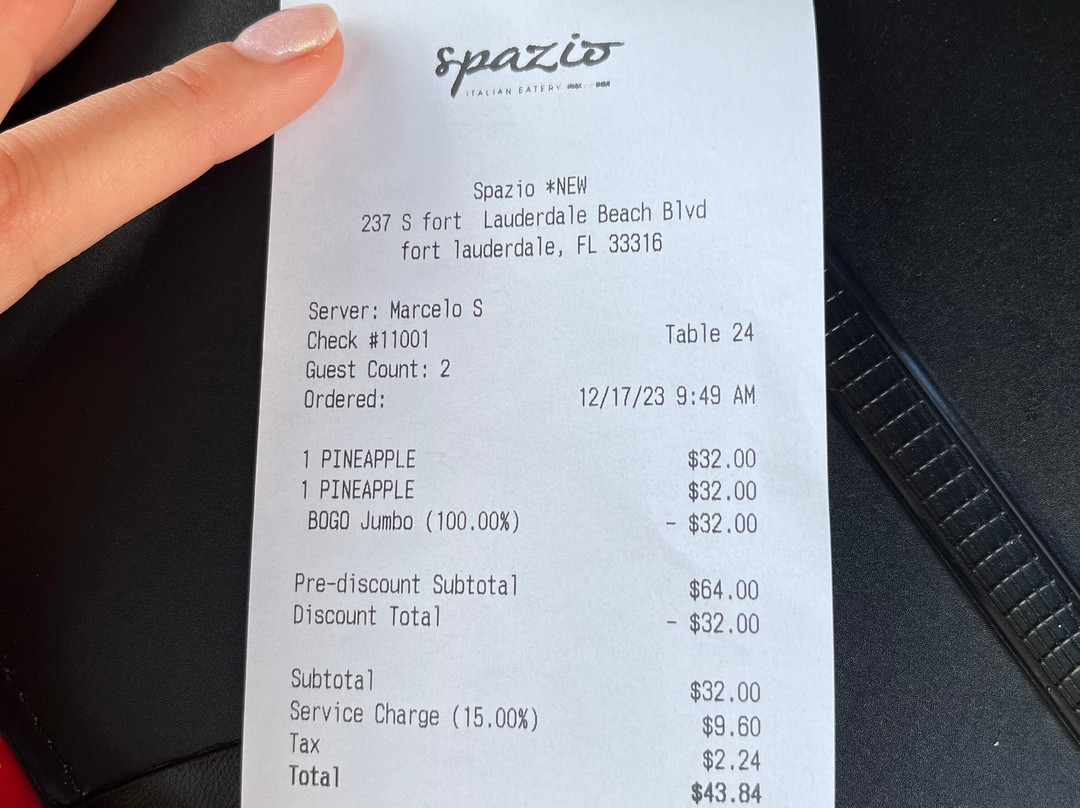 spazio
ITALIAN EATERY
Spazio *NEW
237 S fort Lauderdale Beach Blvd
fort lauderdale, FL 33316
Server: Marcelo S
Check #11001 Table 24
Guest Count: 2
Ordered: 12/17/23 9:49 AM
1 PINEAPPLE $32.00
1 PINEAPPLE $32.00
BOGO Jumbo (100.00%) - $32.00
Pre-discount Subtotal $64.00
Discount Total - $32.00
Subtotal $32.00
Service Charge (15.00%) $9.60
Tax $2.24
Total $43.84